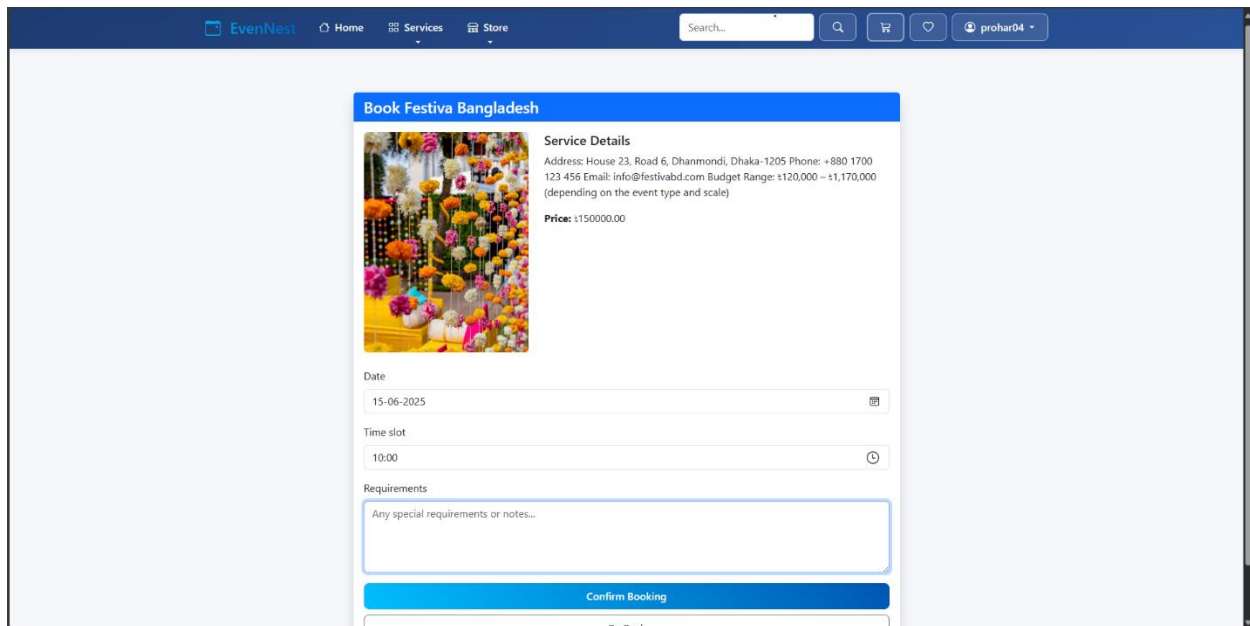 EvenNest
Home
Services
Store
Search...
prohar04
Book Festiva Bangladesh
Service Details
Address: House 23, Road 6, Dhanmondi, Dhaka-1205 Phone: +880 1700
123 456 Email: info@festivabd.com Budget Range: ৳120,000 – ৳1,170,000
(depending on the event type and scale)
Price: ৳150000.00
Date
15-06-2025
Time slot
10:00
Requirements
Any special requirements or notes...
Confirm Booking